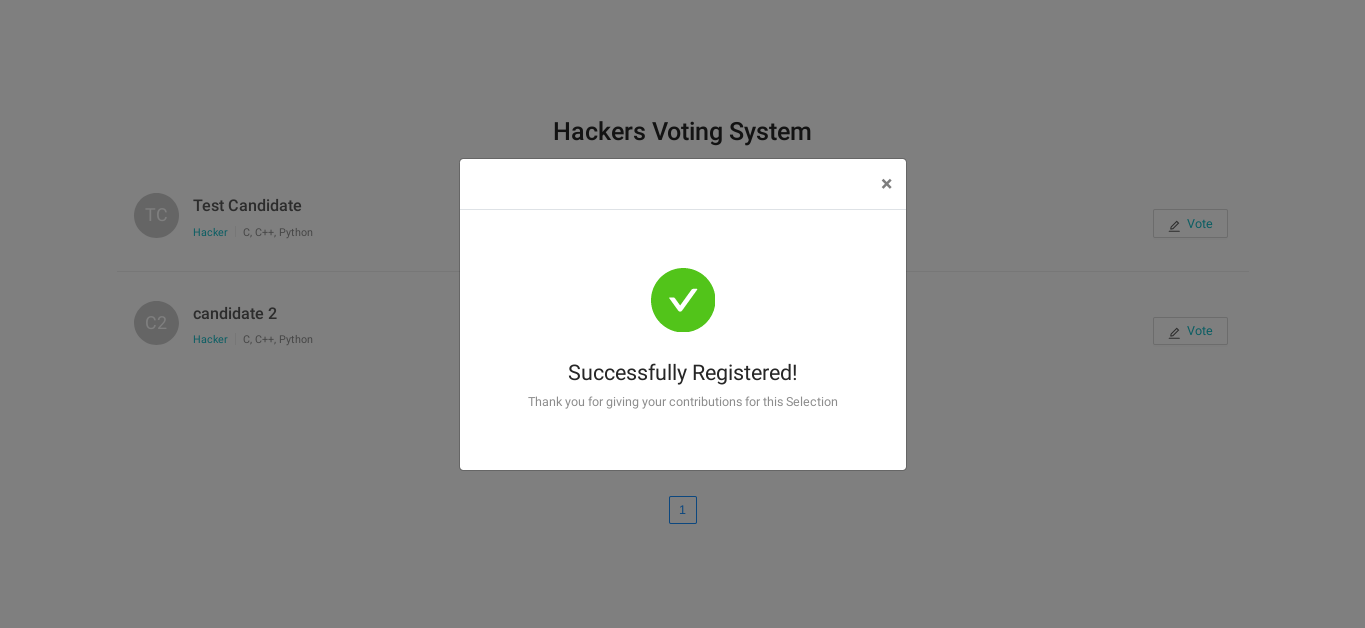 Hackers Voting System
×
TC
Test Candidate
Hacker C, C++, Python
Vote
C2
candidate 2
Hacker C, C++, Python
Vote
Successfully Registered!
Thank you for giving your contributions for this Selection
1